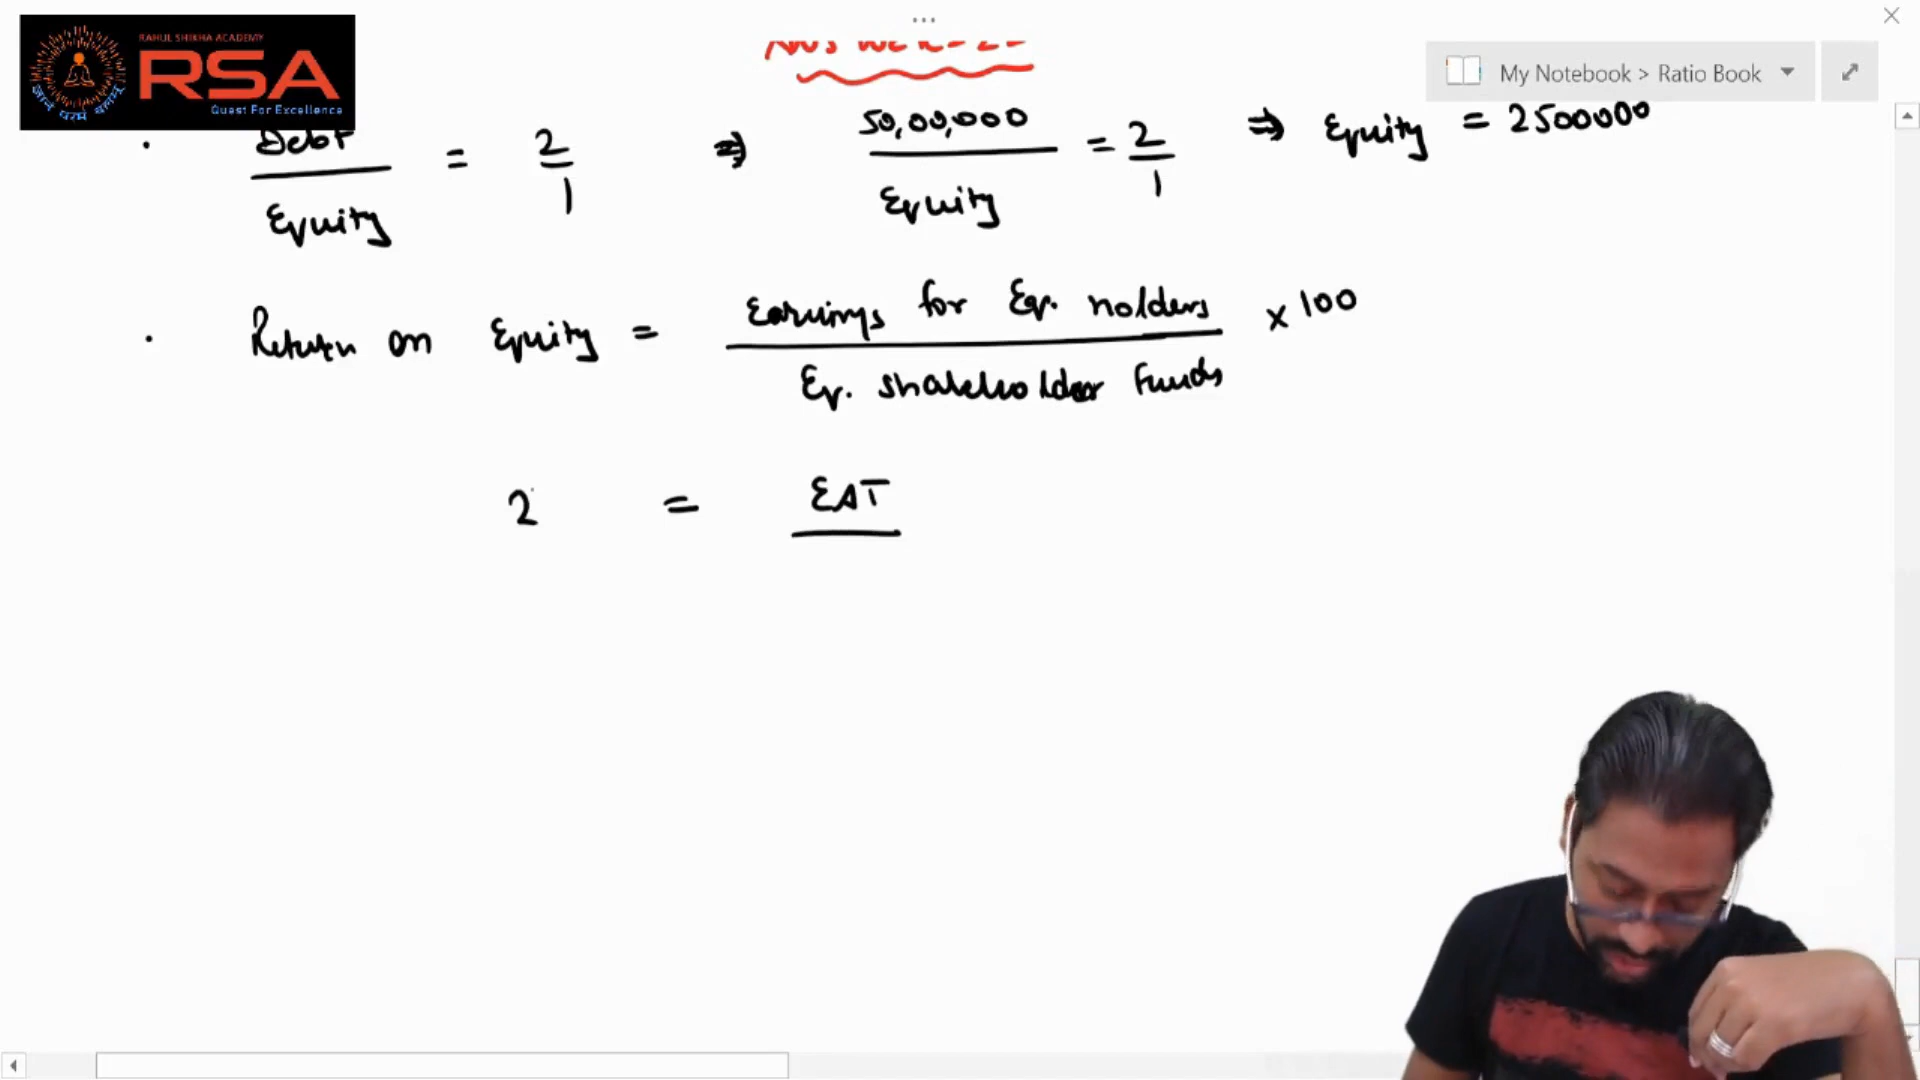 RAHUL SHIKHA ACADEMY
RSA
Quest For Excellence
My Notebook > Ratio Book
Debt / Equity = 2 / 1 ⇒ 50,00,000 / Equity = 2 / 1 ⇒ Equity = 2500000
Return on Equity = Earnings for Eq. holders / Eq. shareholder Funds × 100
2 = EAT